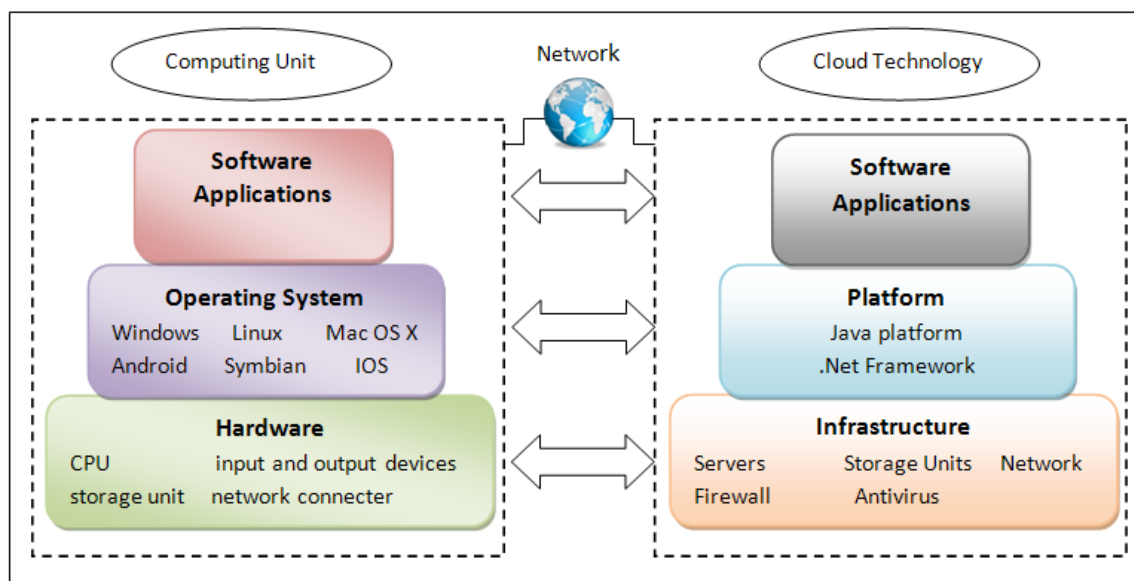 Computing Unit
Network
Cloud Technology
Software
Applications
Operating System
Windows Linux Mac OS X
Android Symbian IOS
Hardware
CPU input and output devices
storage unit network connecter
Software
Applications
Platform
Java platform
.Net Framework
Infrastructure
Servers Storage Units Network
Firewall Antivirus